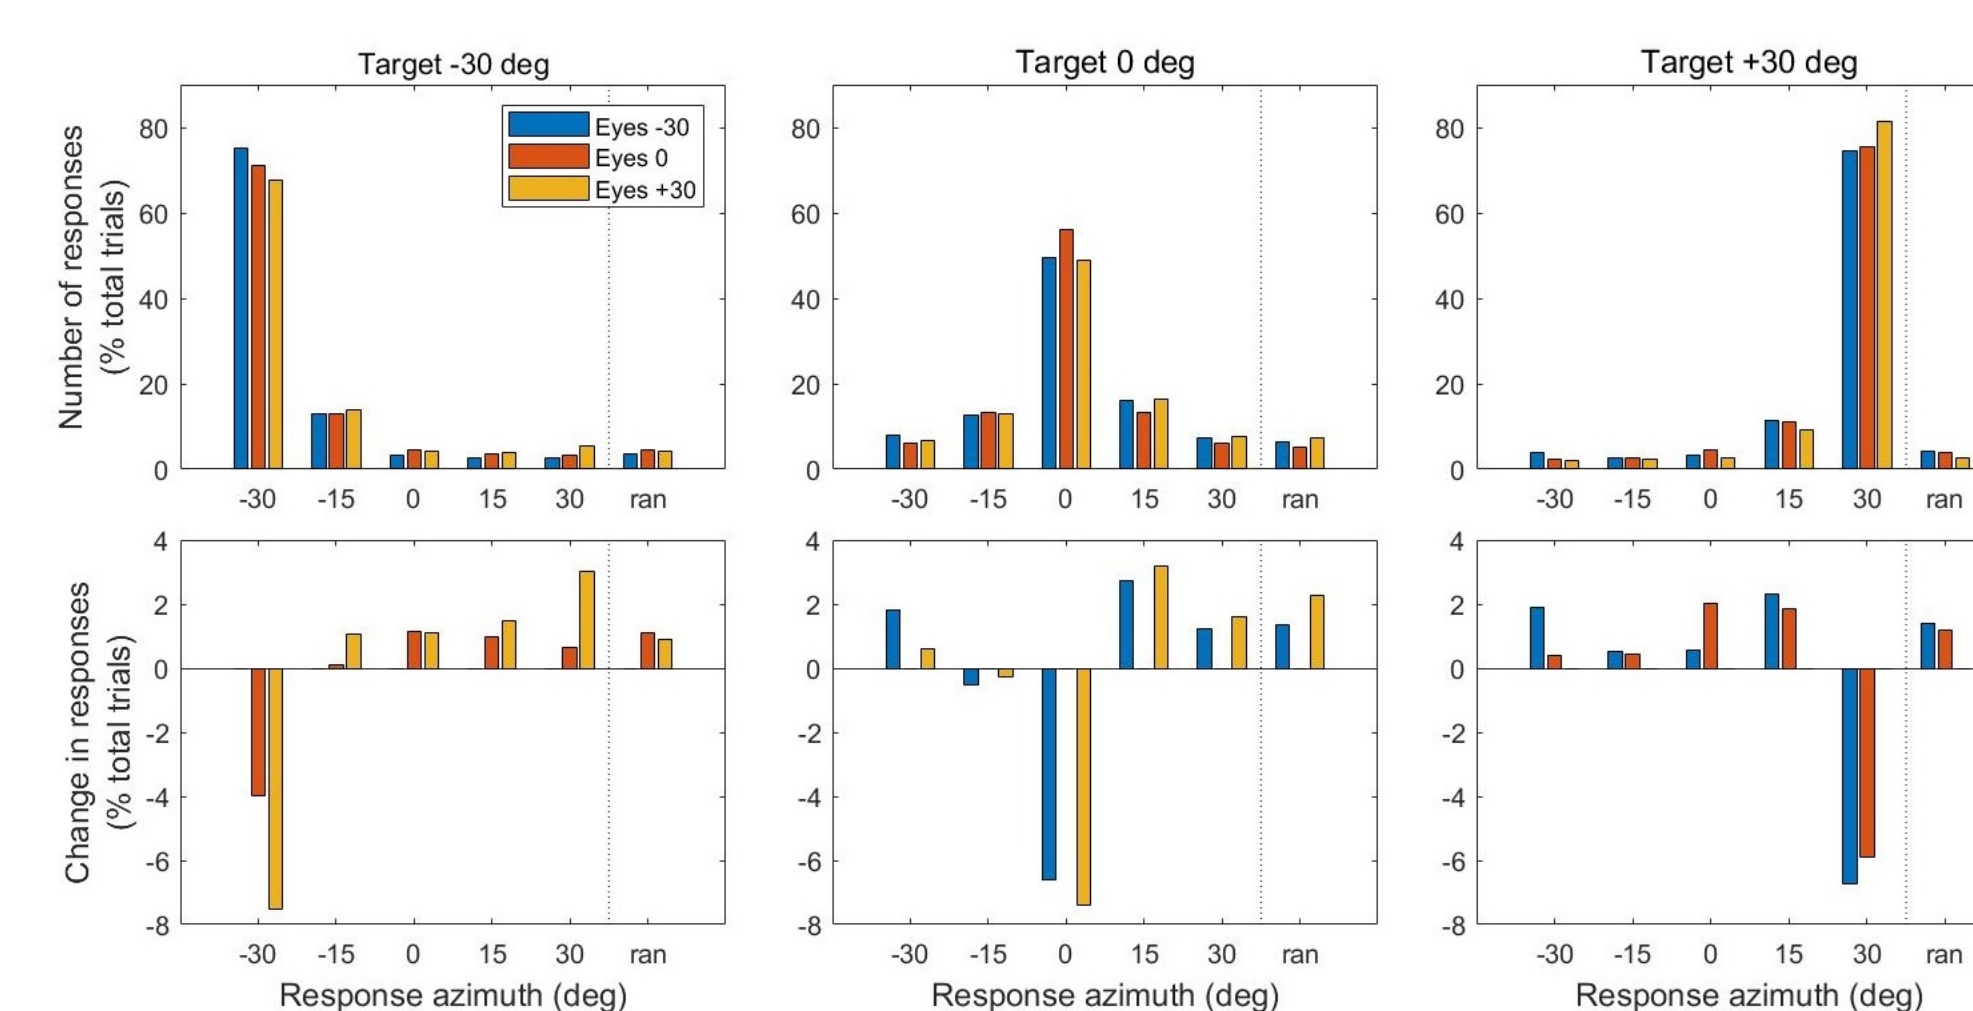 Target -30 deg
Target 0 deg
Target +30 deg
Number of responses
(% total trials)
80
60
40
20
0
Eyes -30
Eyes 0
Eyes +30
-30 -15 0 15 30 ran
80
60
40
20
0
-30 -15 0 15 30 ran
80
60
40
20
0
-30 -15 0 15 30 ran
Change in responses
(% total trials)
4
2
0
-2
-4
-6
-8
-30 -15 0 15 30 ran
Response azimuth (deg)
4
2
0
-2
-4
-6
-8
-30 -15 0 15 30 ran
Response azimuth (deg)
4
2
0
-2
-4
-6
-8
-30 -15 0 15 30 ran
Response azimuth (deg)